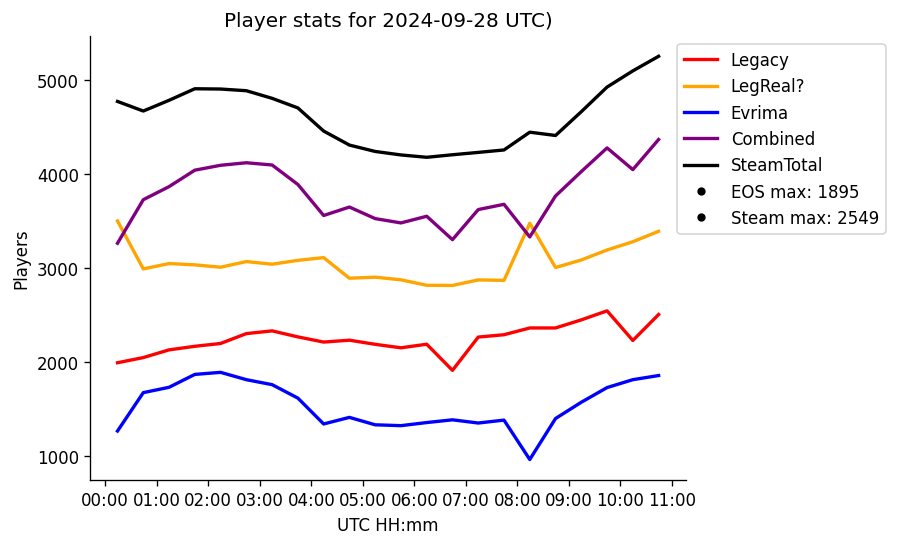 Player stats for 2024-09-28 UTC)
Legacy
LegReal?
Evrima
Combined
SteamTotal
EOS max: 1895
Steam max: 2549
Players
5000
4000
3000
2000
1000
00:00 01:00 02:00 03:00 04:00 05:00 06:00 07:00 08:00 09:00 10:00 11:00
UTC HH:mm